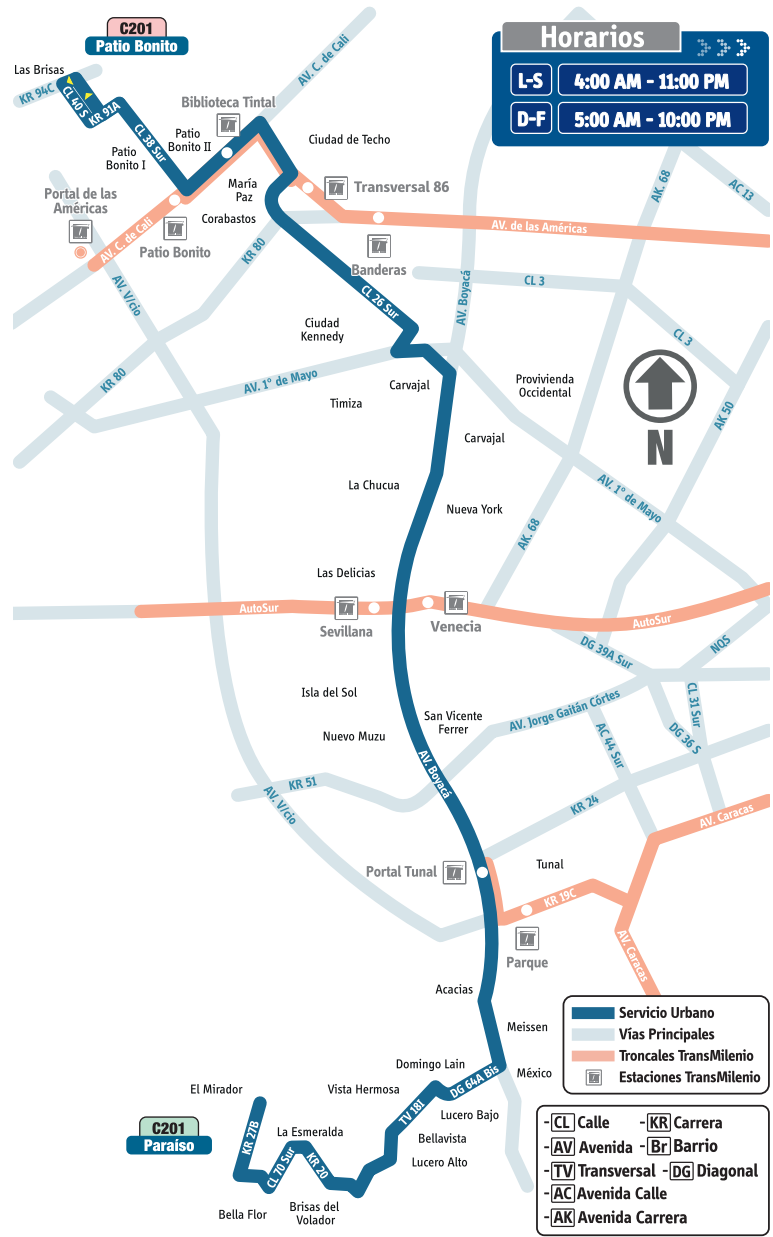 C201
Patio Bonito
Horarios
L-S
4:00 AM - 11:00 PM
D-F
5:00 AM - 10:00 PM
Las Brisas
KR 94C
CL 40 S
KR 91A
CL 38 Sur
Patio
Bonito I
Patio
Bonito II
Biblioteca Tintal
AV. C. de Cali
Ciudad de Techo
Transversal 86
María
Paz
Corabastos
Portal de las
Américas
AV. C. de Cali
Patio Bonito
KR 80
Banderas
AV. de las Américas
AK. 68
AC 13
AV. V/cio
AV. Boyacá
CL 3
CL 3
CL 26 Sur
Ciudad
Kennedy
KR 80
AV. 1° de Mayo
Carvajal
Timiza
Provivienda
Occidental
N
AK 50
Carvajal
La Chucua
Nueva York
AV. 1° de Mayo
AK. 68
Las Delicias
AutoSur
Sevillana
Venecia
AutoSur
DG 39A Sur
NQS
Isla del Sol
San Vicente
Ferrer
Nuevo Muzu
AV. Jorge Gaitán Córtes
CL 31 Sur
DG 36 S
AC 44 Sur
AV. Boyacá
KR 51
AV. V/cio
KR 24
AV. Caracas
Portal Tunal
Tunal
KR 19C
AV. Caracas
Parque
Acacias
Meissen
Domingo Lain
México
DG 64A Bis
Vista Hermosa
TV 18I
Lucero Bajo
Bellavista
Lucero Alto
El Mirador
C201
Paraíso
KR 27B
La Esmeralda
CL 70 Sur
KR 20
Bella Flor
Brisas del
Volador
Servicio Urbano
Vías Principales
Troncales TransMilenio
Estaciones TransMilenio
-CL Calle -KR Carrera
-AV Avenida -Br Barrio
-TV Transversal -DG Diagonal
-AC Avenida Calle
-AK Avenida Carrera